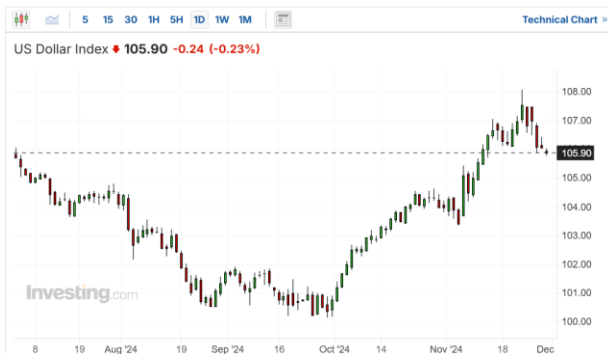 5 15 30 1H 5H 1D 1W 1M Technical Chart »
US Dollar Index 105.90 -0.24 (-0.23%)
108.00
107.00
106.00
105.90
105.00
104.00
103.00
102.00
101.00
100.00
Investing.com
8 19 Aug '24 19 Sep '24 16 Oct '24 14 Nov '24 18 Dec